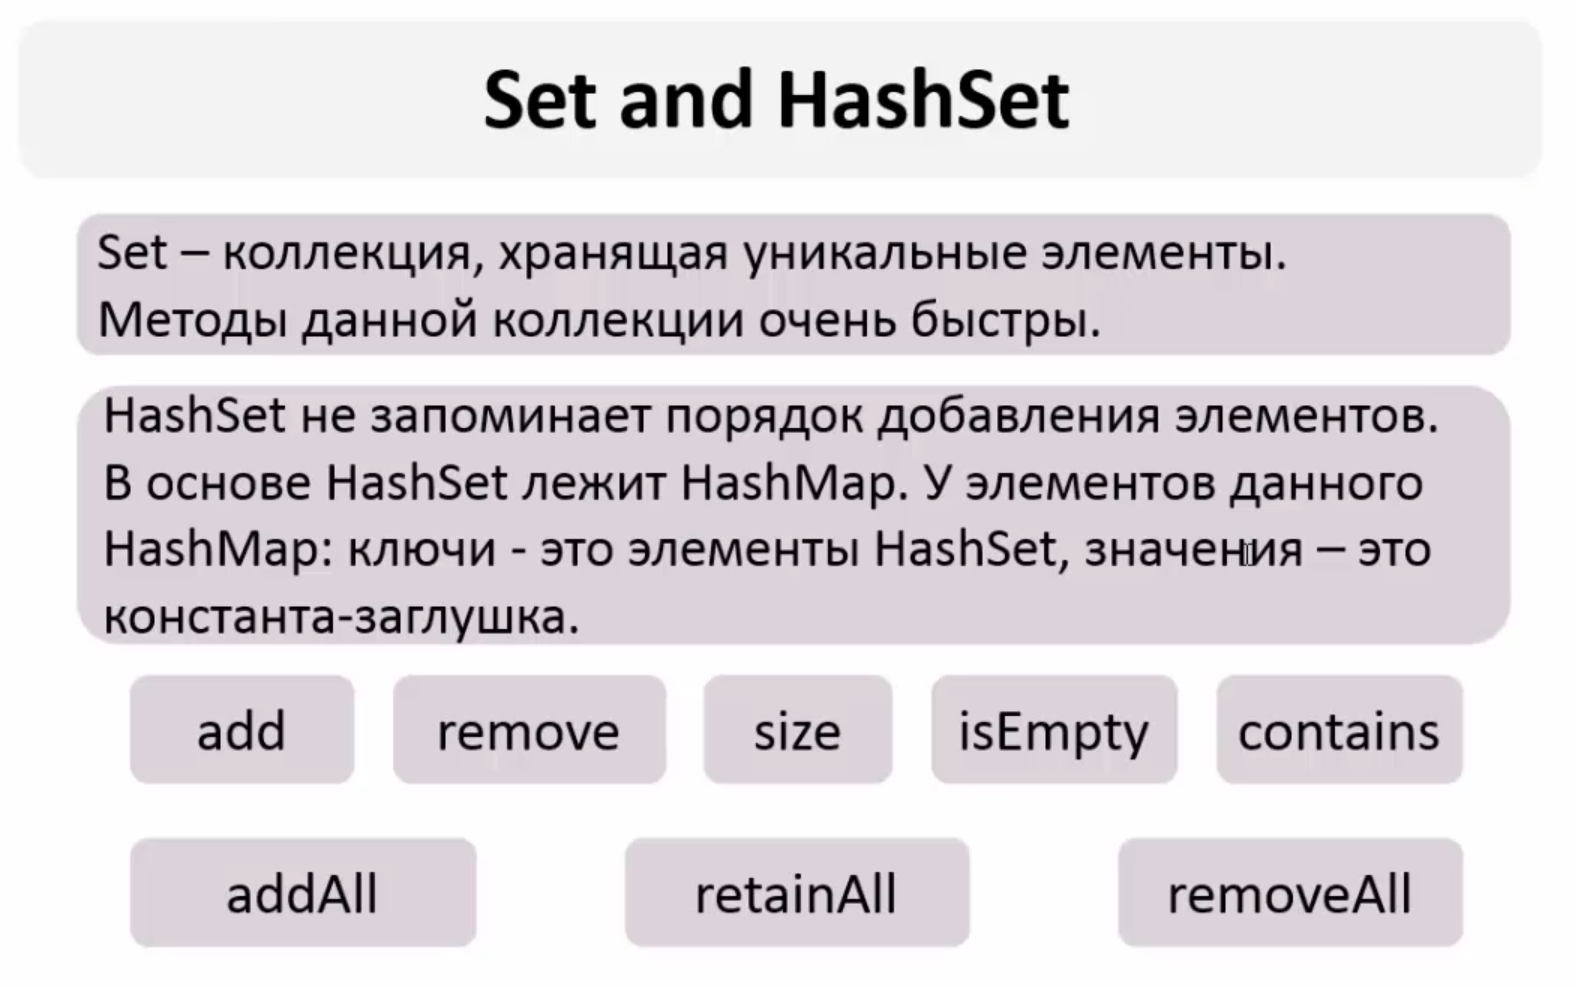 Set and HashSet
Set – коллекция, хранящая уникальные элементы.
Методы данной коллекции очень быстры.
HashSet не запоминает порядок добавления элементов.
В основе HashSet лежит HashMap. У элементов данного
HashMap: ключи - это элементы HashSet, значения – это
константа-заглушка.
add remove size isEmpty contains
addAll retainAll removeAll